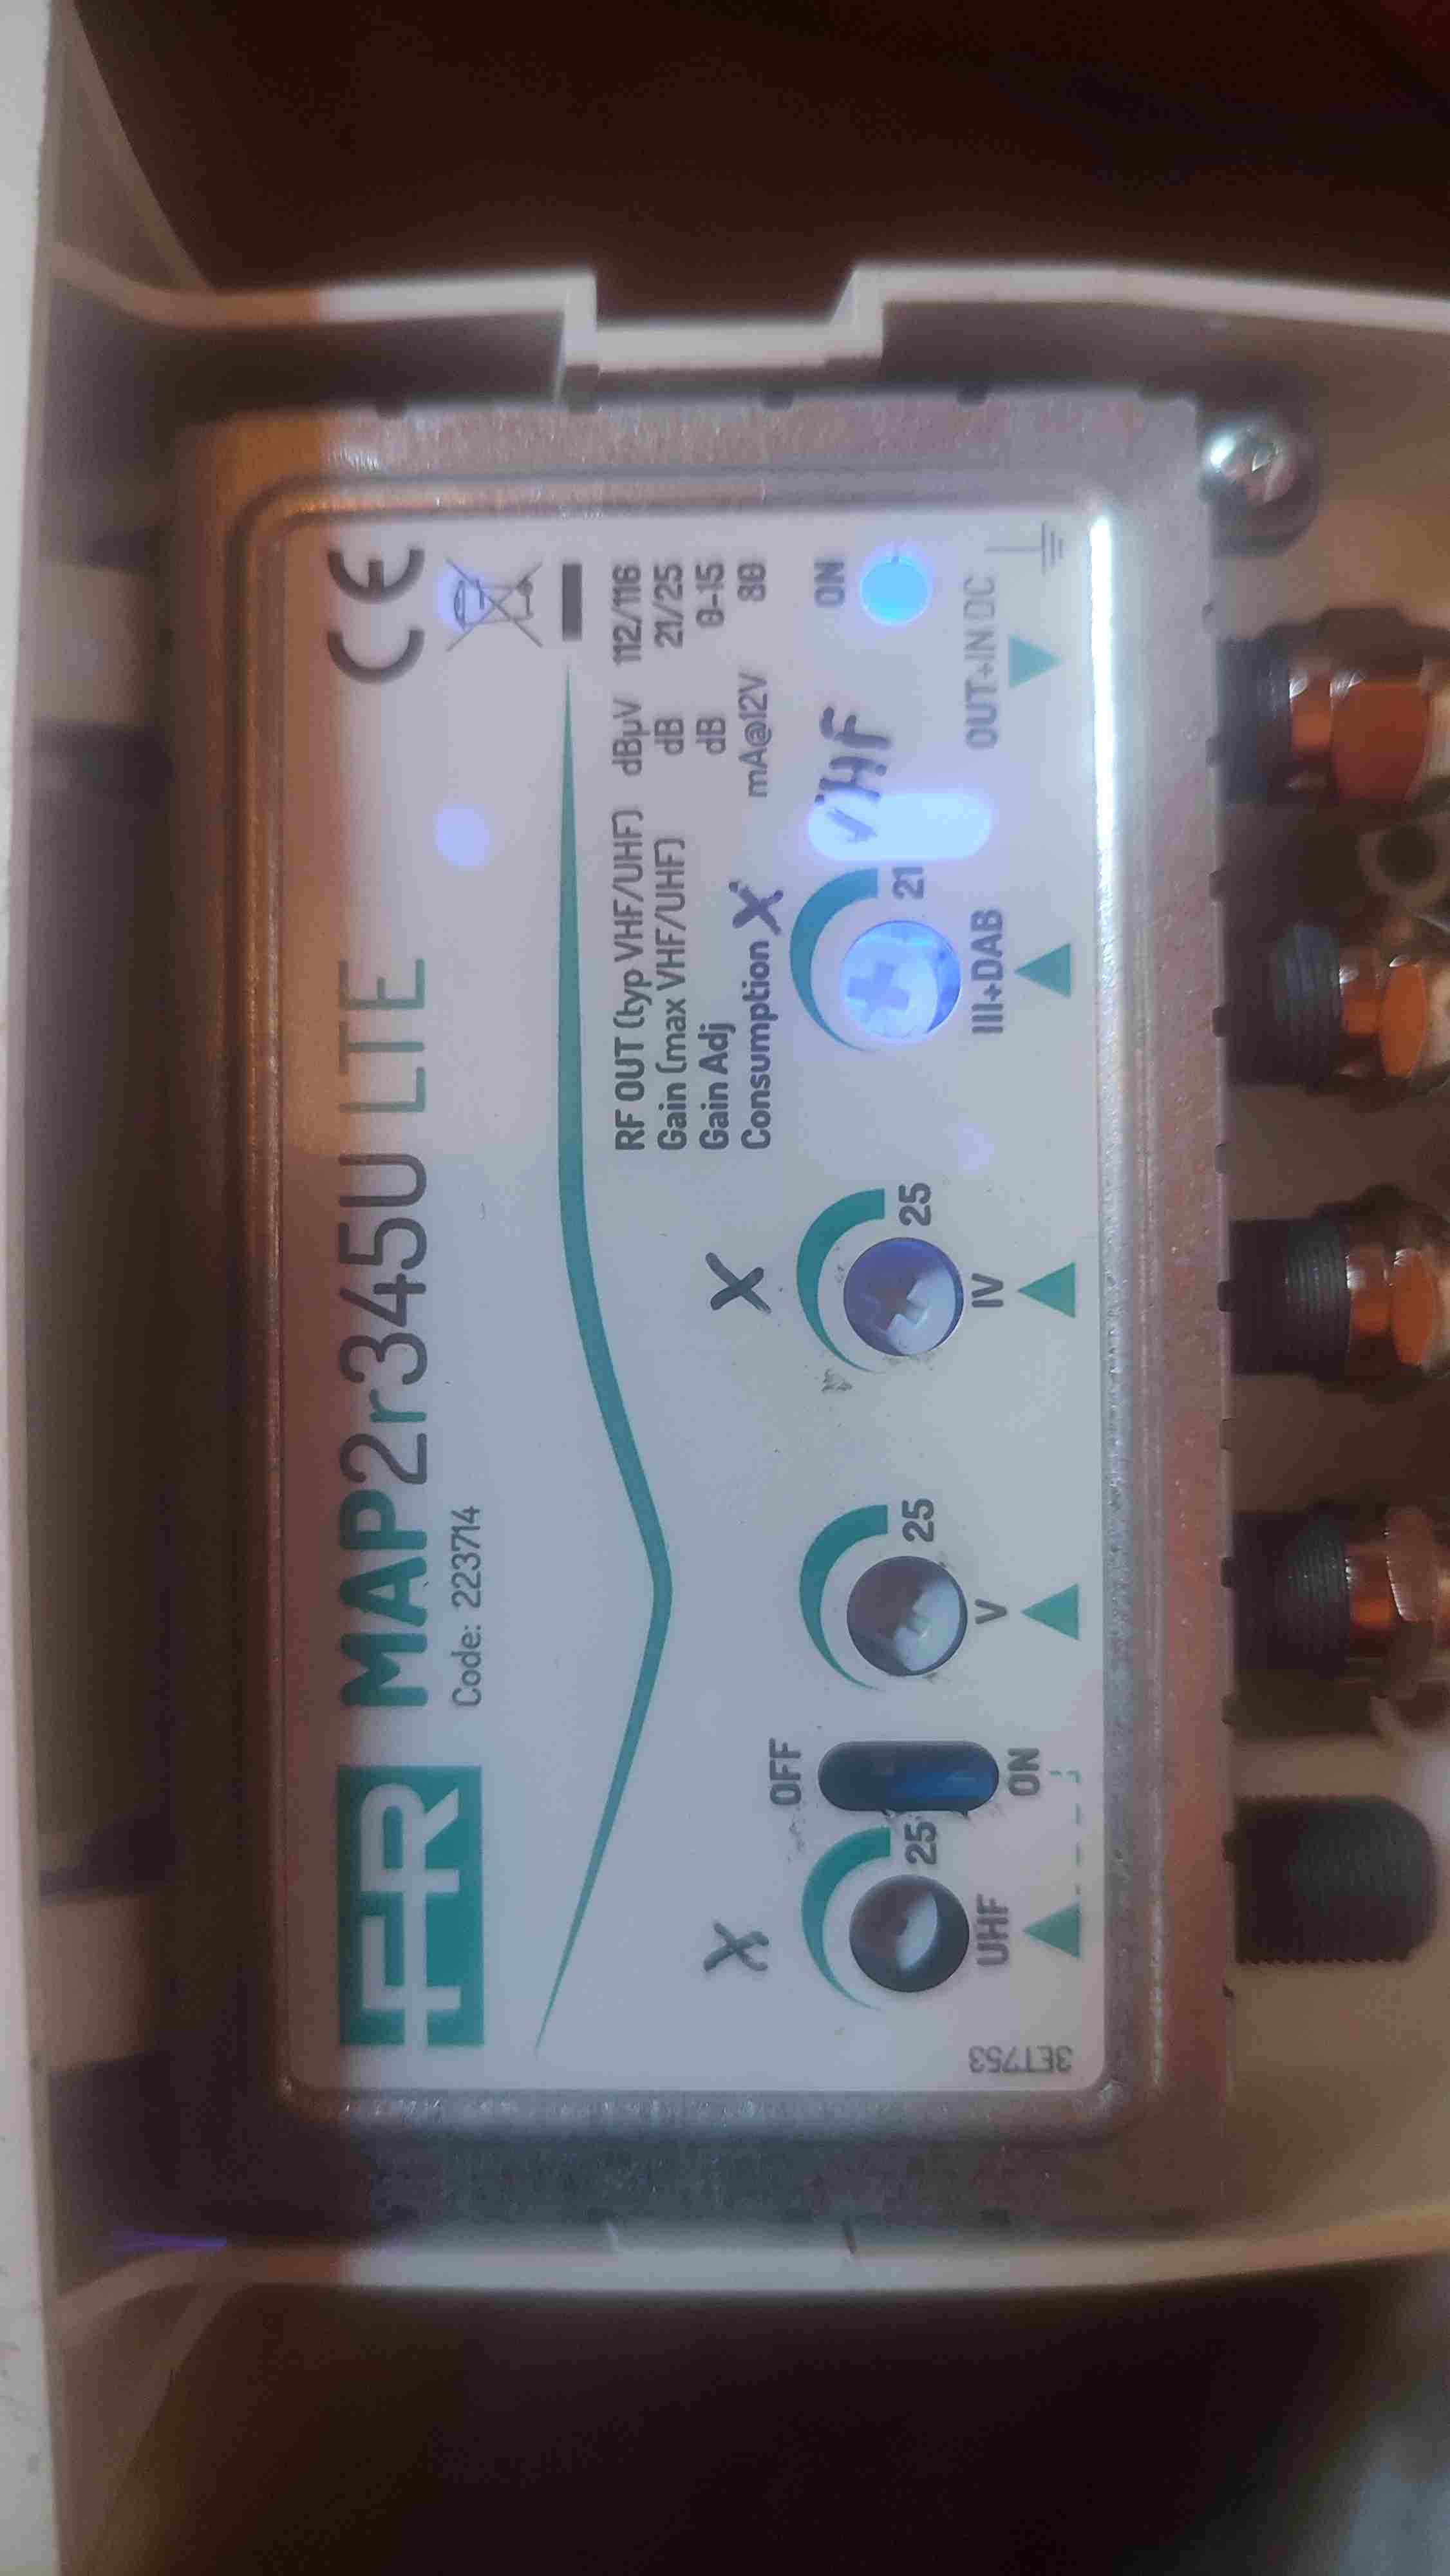 FR MAP2r345U LTE CE
Code: 223714
RF OUT (typ VHF/UHF) dBµV 112/116
Gain (max VHF/UHF) dB 21/25
Gain Adj dB 0-15
Consumption mA@12V 80
X X X
OFF VHF ON
25 25 25 21
UHF ON V IV III+DAB OUT+IN DC
3ET753